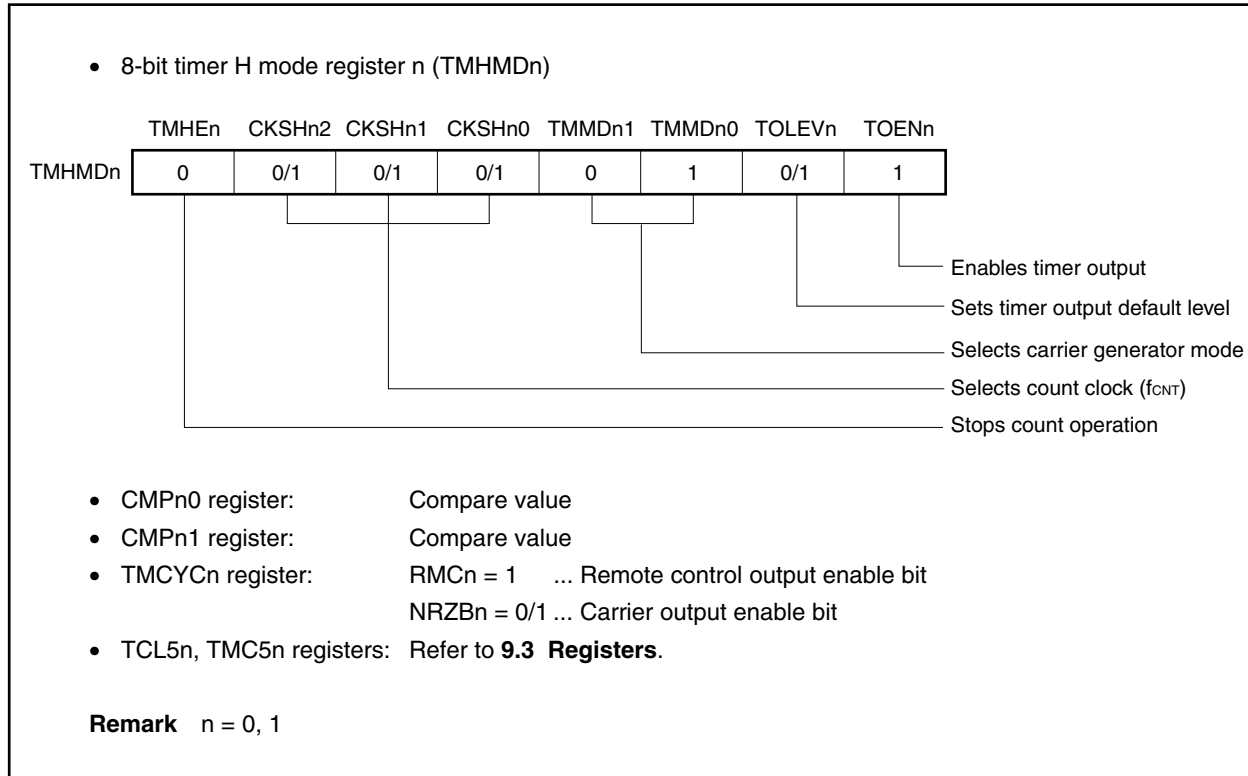 • 8-bit timer H mode register n (TMHMDn)
TMHEn CKSHn2 CKSHn1 CKSHn0 TMMDn1 TMMDn0 TOLEVn TOENn
TMHMDn 0 0/1 0/1 0/1 0 1 0/1 1
Enables timer output
Sets timer output default level
Selects carrier generator mode
Selects count clock (fCNT)
Stops count operation
• CMPn0 register: Compare value
• CMPn1 register: Compare value
• TMCYCn register: RMCn = 1 ... Remote control output enable bit
NRZBn = 0/1 ... Carrier output enable bit
• TCL5n, TMC5n registers: Refer to 9.3 Registers.
Remark n = 0, 1